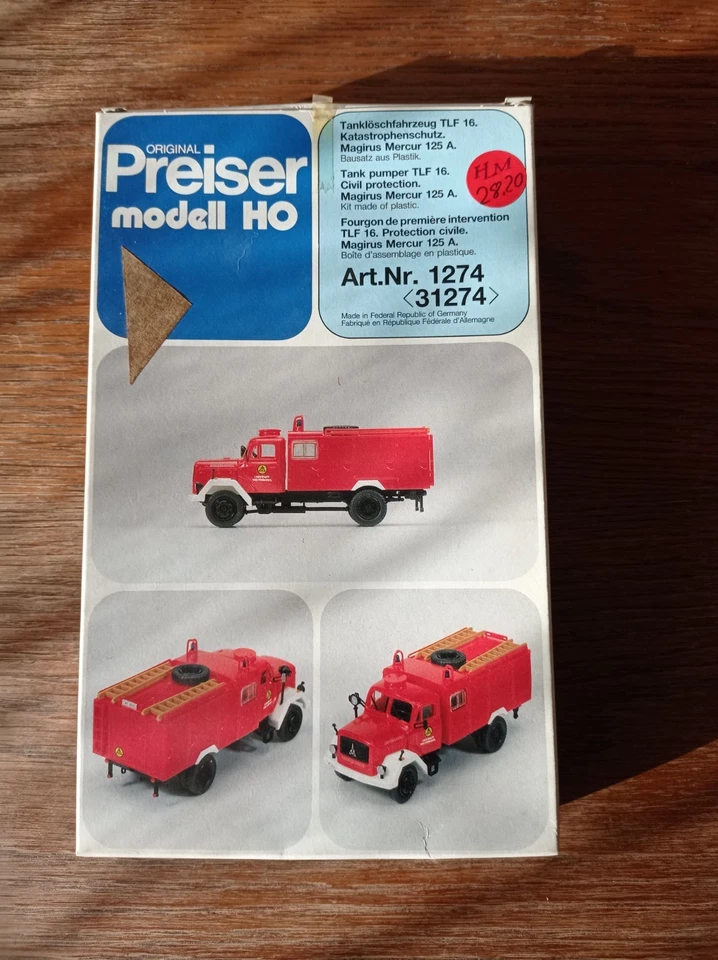 ORIGINAL
Preiser
modell HO
Tanklöschfahrzeug TLF 16.
Katastrophenschutz.
Magirus Mercur 125 A.
Bausatz aus Plastik.
Tank pumper TLF 16.
Civil protection.
Magirus Mercur 125 A.
Kit made of plastic.
Fourgon de première intervention
TLF 16. Protection civile.
Magirus Mercur 125 A.
Boîte d'assemblage en plastique.
Art.Nr. 1274
<31274>
Made in Federal Republic of Germany
Fabriqué en République Fédérale d'Allemagne
HM
28,20